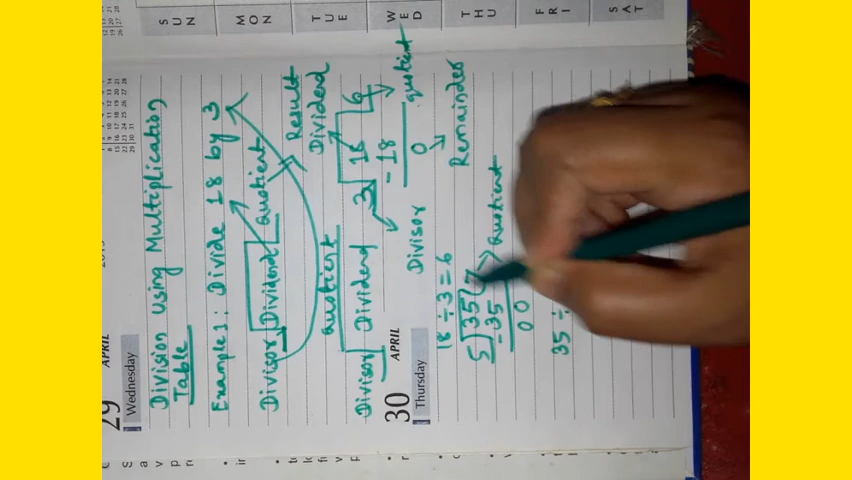 29 APRIL
Wednesday
Division Using Multiplication
Table
Example 1: Divide 18 by 3
Divisor Dividend Quotient
Result
Quotient
Dividend
Divisor Dividend 3 18 6
- 18
0 quotient
Divisor
Remainder
30 APRIL
Thursday
18 ÷ 3 = 6
5 35 7
- 35 Quotient
00
35 ÷
SUN
MON
TUE
WED
THU
FRI
SAT